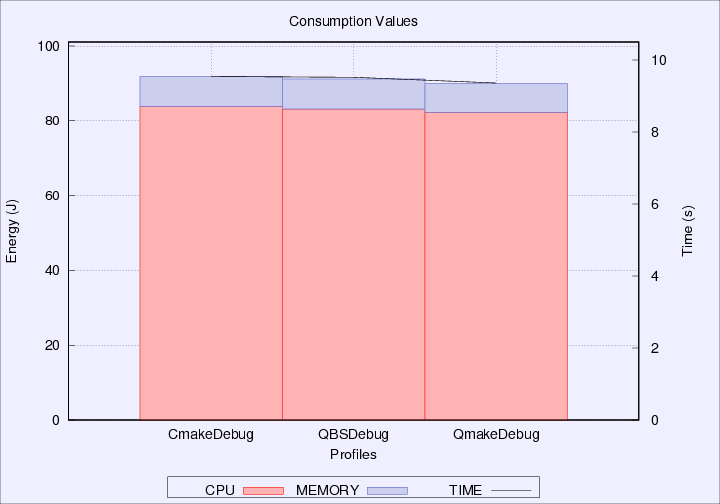 Consumption Values
100
80
60
40
20
0
Energy (J)
10
8
6
4
2
0
Time (s)
CmakeDebug QBSDebug QmakeDebug
Profiles
CPU MEMORY TIME